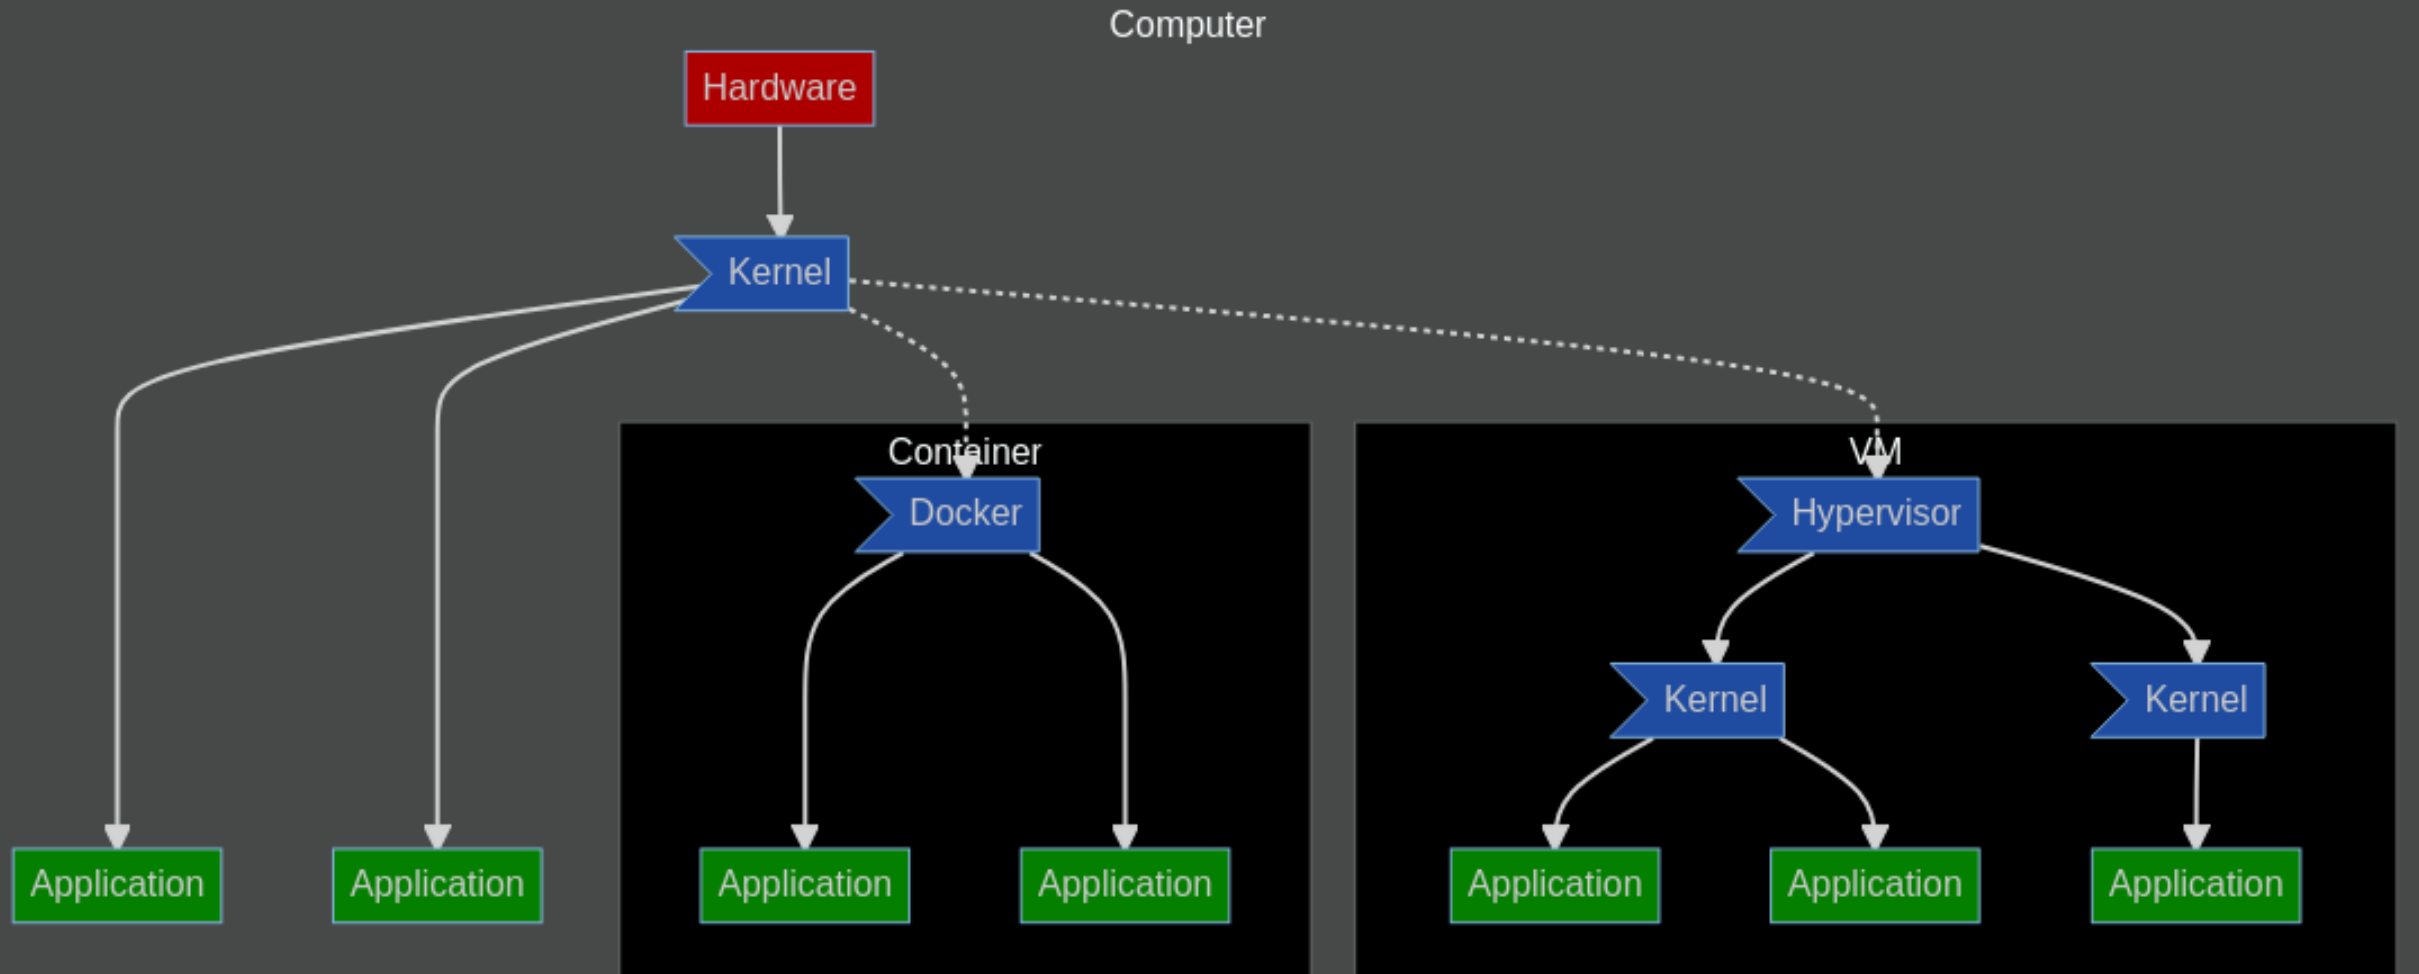 Computer
Hardware
Kernel
Container
VM
Docker
Hypervisor
Kernel
Kernel
Application
Application
Application
Application
Application
Application
Application